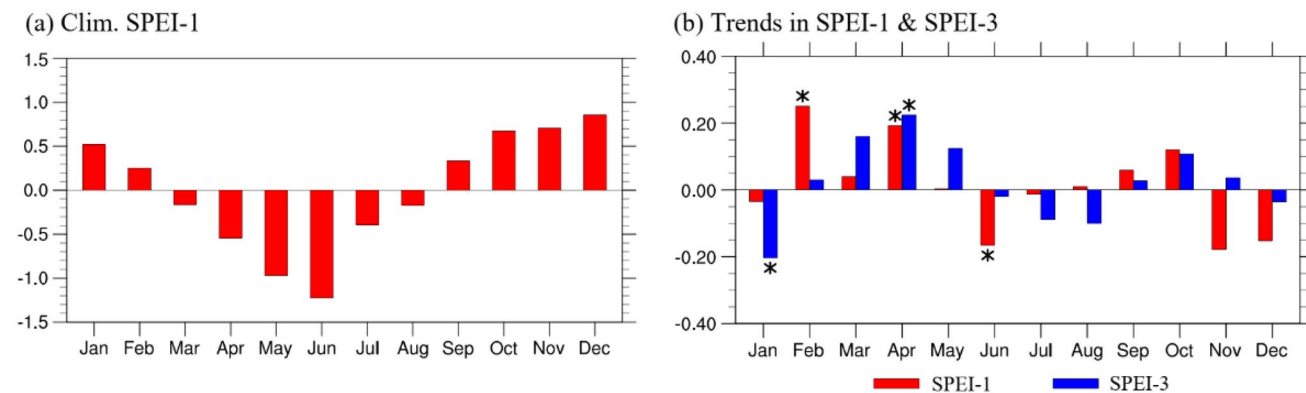 (a) Clim. SPEI-1
1.5
1.0
0.5
0.0
-0.5
-1.0
-1.5
Jan Feb Mar Apr May Jun Jul Aug Sep Oct Nov Dec
(b) Trends in SPEI-1 & SPEI-3
0.40
0.20
0.00
-0.20
-0.40
* * * * *
Jan Feb Mar Apr May Jun Jul Aug Sep Oct Nov Dec
SPEI-1 SPEI-3